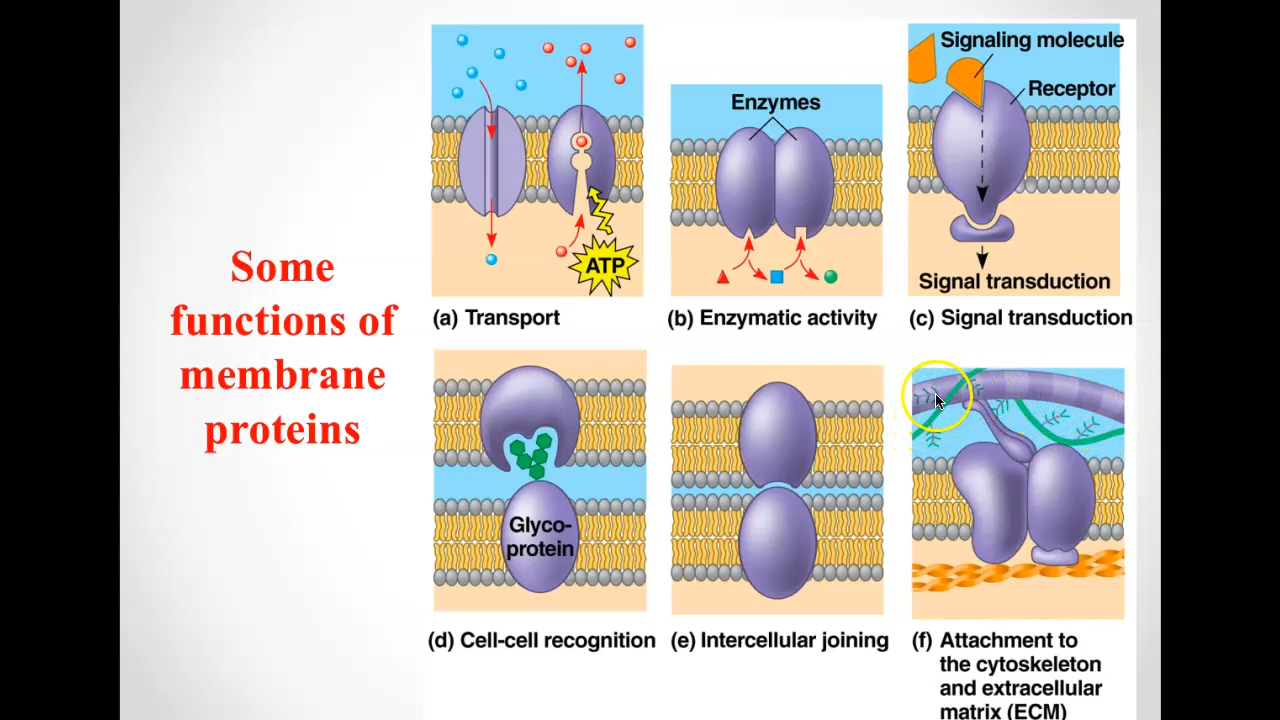 Some
functions of
membrane
proteins
ATP
(a) Transport
Enzymes
(b) Enzymatic activity
Signaling molecule
Receptor
Signal transduction
(c) Signal transduction
Glyco-
protein
(d) Cell-cell recognition
(e) Intercellular joining
(f) Attachment to
the cytoskeleton
and extracellular
matrix (ECM)